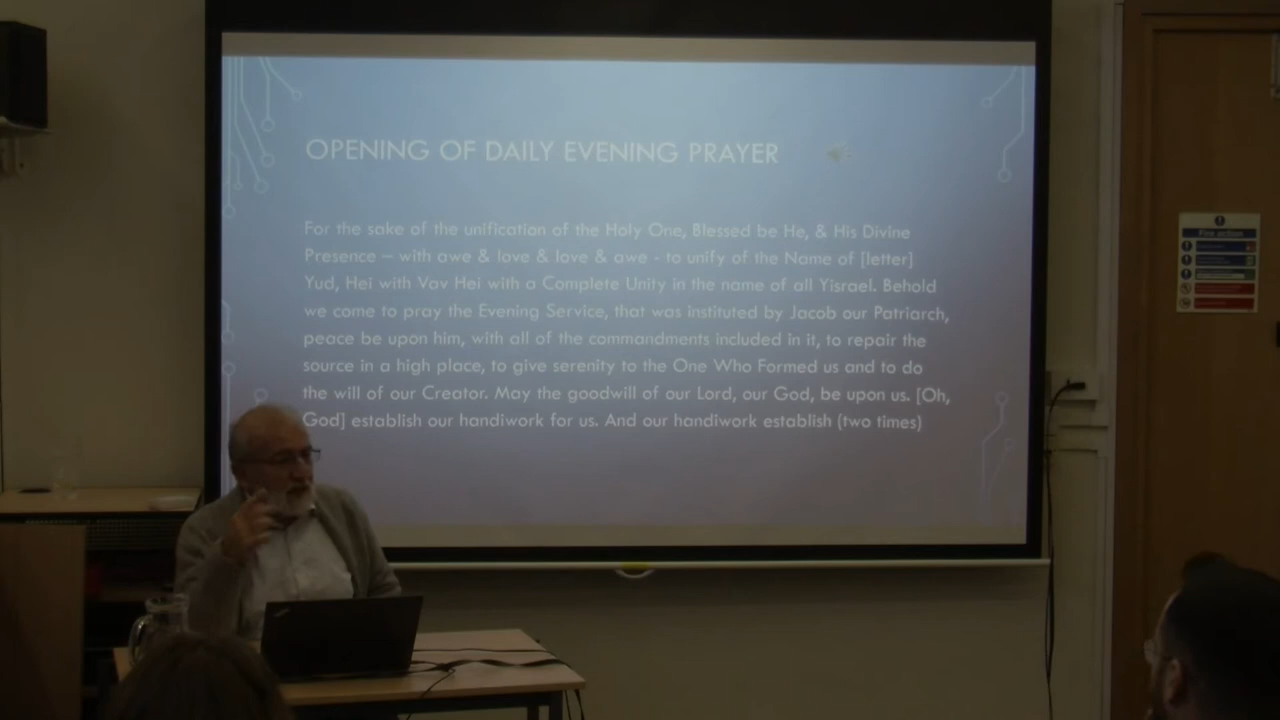 OPENING OF DAILY EVENING PRAYER
For the sake of the unification of the Holy One, Blessed be He, & His Divine
Presence – with awe & love & love & awe - to unify of the Name of [letter]
Yud, Hei with Vav Hei with a Complete Unity in the name of all Yisrael. Behold
we come to pray the Evening Service, that was instituted by Jacob our Patriarch,
peace be upon him, with all of the commandments included in it, to repair the
source in a high place, to give serenity to the One Who Formed us and to do
the will of our Creator. May the goodwill of our Lord, our God, be upon us. [Oh,
God] establish our handiwork for us. And our handiwork establish (two times)
Fire action